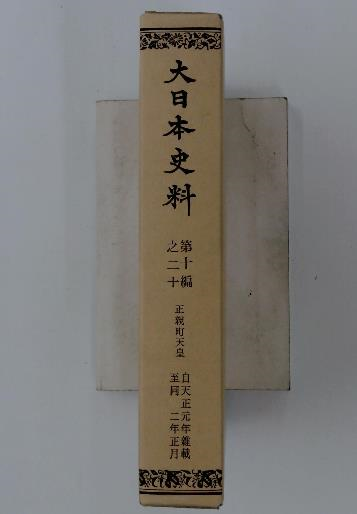 大日本史料
第十編
之二十
正親町天皇
自天正元年雑載
至同 二年正月